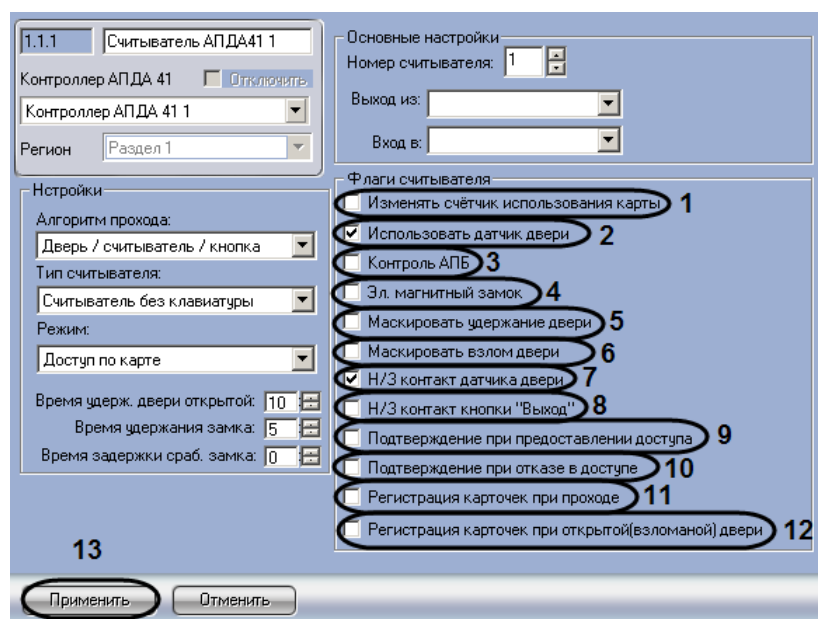 1.1.1 Считыватель АПДА41 1
Контроллер АПДА 41 Отключить
Контроллер АПДА 41 1
Регион Раздел 1
Основные настройки
Номер считывателя: 1
Выход из:
Вход в:
Нстройки
Алгоритм прохода:
Дверь / считыватель / кнопка
Тип считывателя:
Считыватель без клавиатуры
Режим:
Доступ по карте
Время удерж. двери открытой: 10
Время удержания замка: 5
Время задержки сраб. замка: 0
Флаги считывателя
Изменять счётчик использования карты 1
Использовать датчик двери 2
Контроль АПБ 3
Эл. магнитный замок 4
Маскировать удержание двери 5
Маскировать взлом двери 6
Н/З контакт датчика двери 7
Н/З контакт кнопки "Выход" 8
Подтверждение при предоставлении доступа 9
Подтверждение при отказе в доступе 10
Регистрация карточек при проходе 11
Регистрация карточек при открытой(взломаной) двери 12
13
Применить Отменить